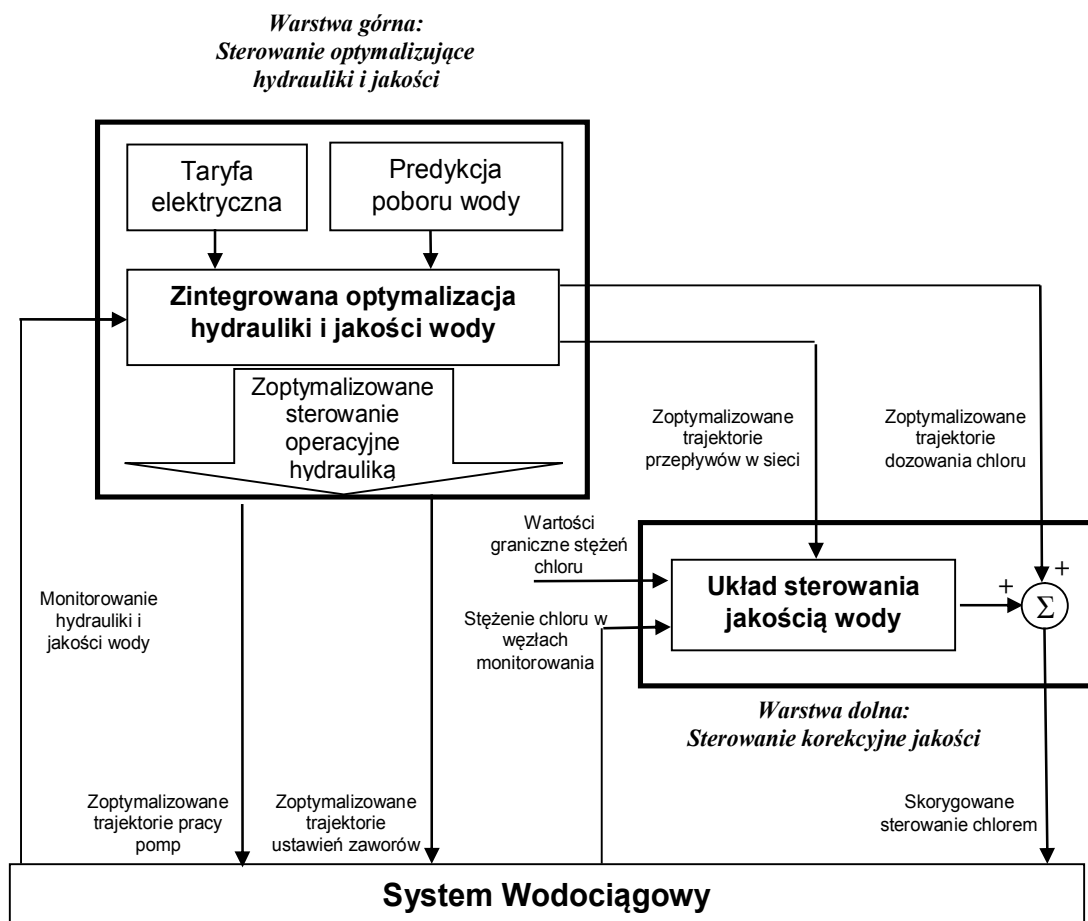 Warstwa górna:
Sterowanie optymalizujące
hydrauliki i jakości
Taryfa
elektryczna
Predykcja
poboru wody
Zintegrowana optymalizacja
hydrauliki i jakości wody
Zoptymalizowane
sterowanie
operacyjne
hydrauliką
Zoptymalizowane
trajektorie
przepływów w sieci
Zoptymalizowane
trajektorie
dozowania chloru
Wartości
graniczne stężeń
chloru
Układ sterowania
jakością wody
+
+
Σ
Monitorowanie
hydrauliki i
jakości wody
Stężenie chloru w
węzłach
monitorowania
Warstwa dolna:
Sterowanie korekcyjne jakości
Zoptymalizowane
trajektorie pracy
pomp
Zoptymalizowane
trajektorie
ustawień zaworów
Skorygowane
sterowanie chlorem
System Wodociągowy